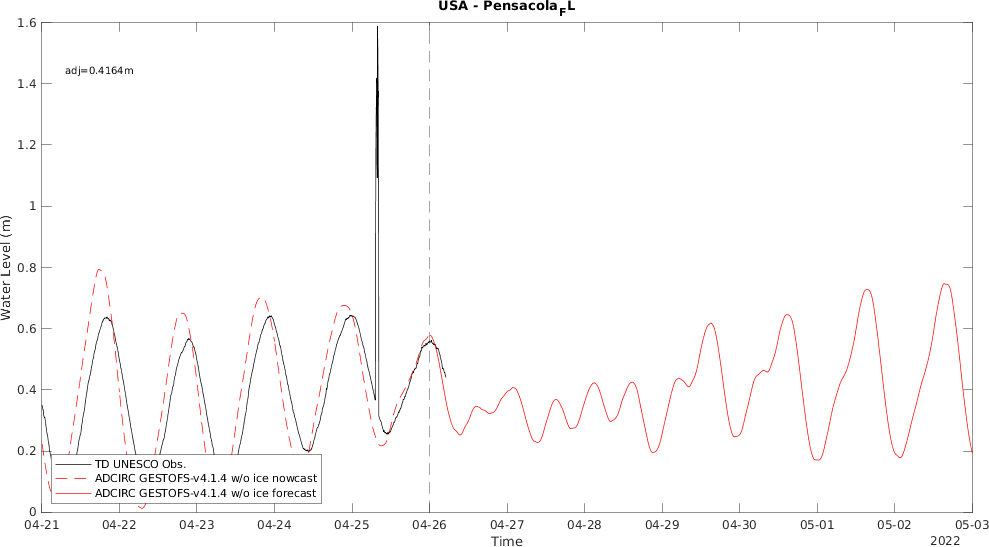 USA - Pensacola_FL
1.6
adj=0.4164m
1.4
1.2
1
Water Level (m)
0.8
0.6
0.4
0.2
0
TD UNESCO Obs.
ADCIRC GESTOFS-v4.1.4 w/o ice nowcast
ADCIRC GESTOFS-v4.1.4 w/o ice forecast
04-21 04-22 04-23 04-24 04-25 04-26 04-27 04-28 04-29 04-30 05-01 05-02 05-03
Time
2022